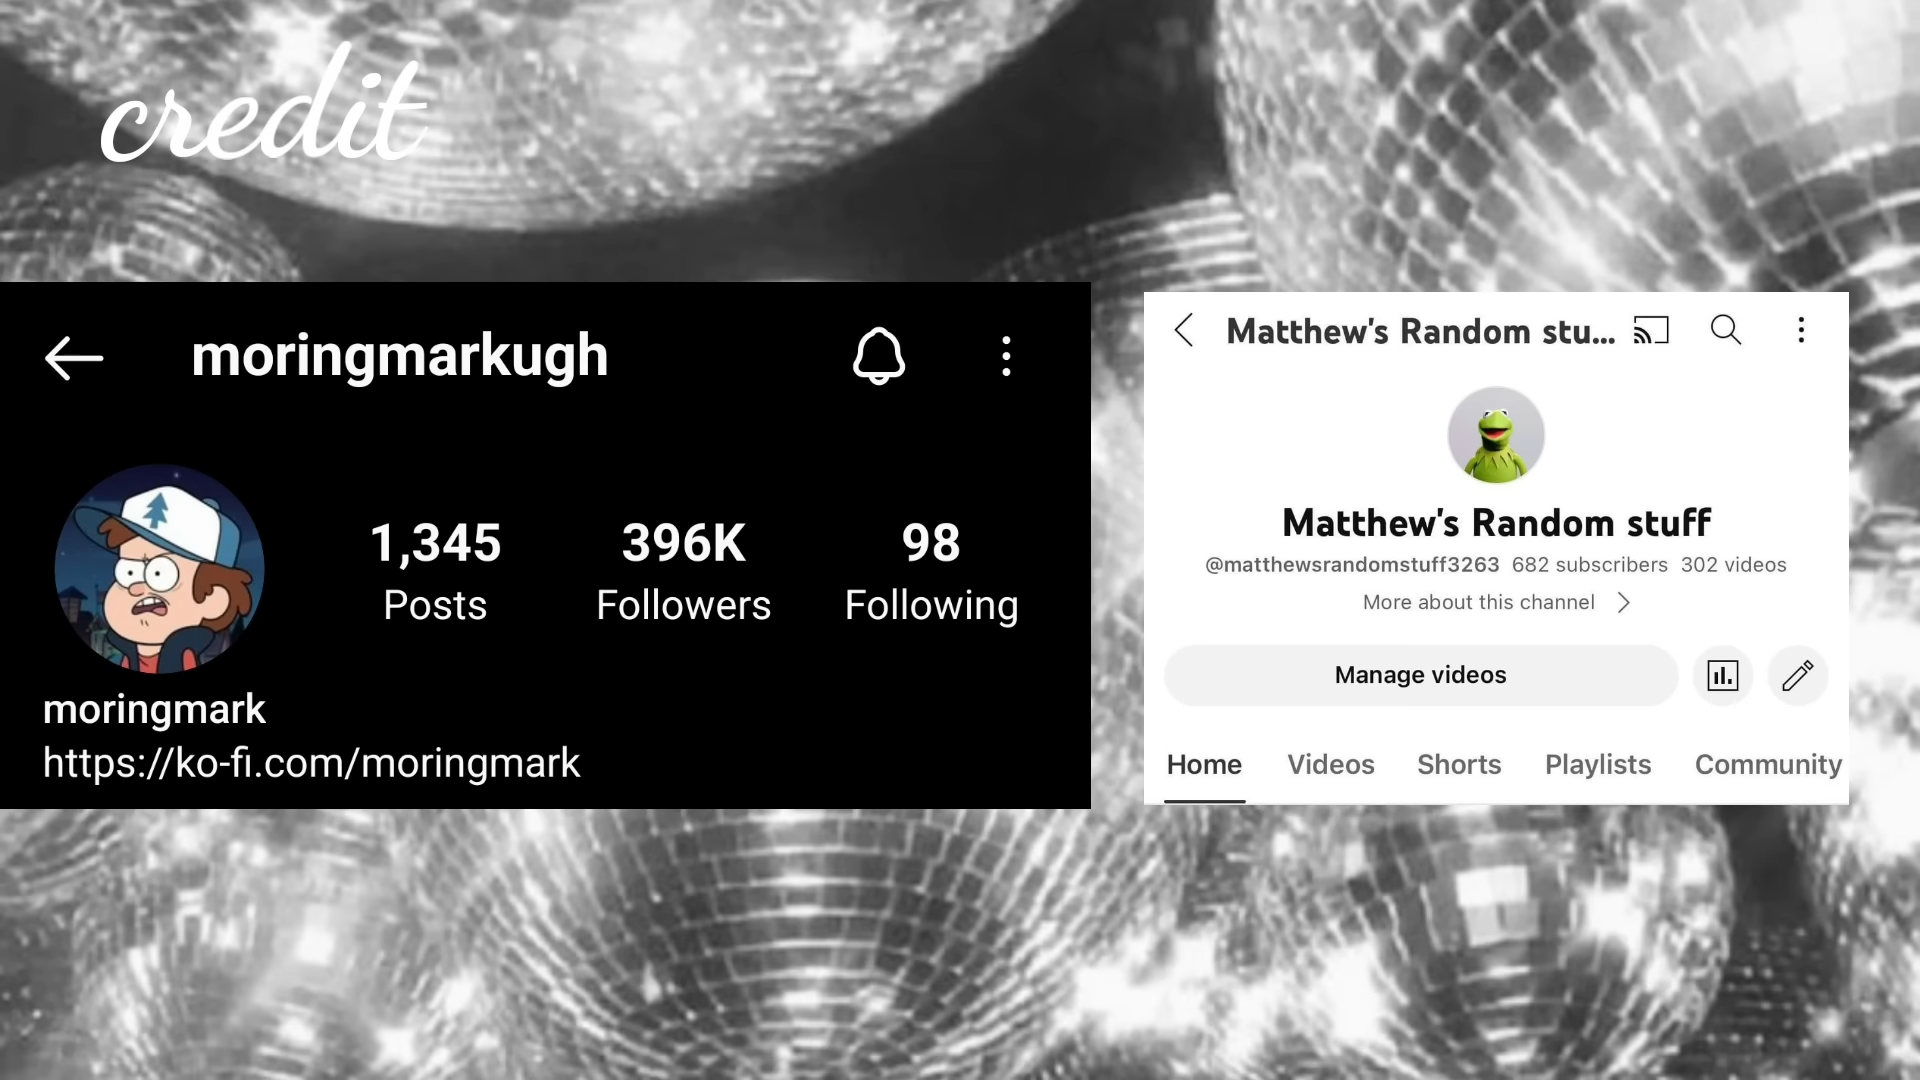 credit
moringmarkugh
1,345 396K 98
Posts Followers Following
moringmark
https://ko-fi.com/moringmark
Matthew's Random stu...
Matthew's Random stuff
@matthewsrandomstuff3263 682 subscribers 302 videos
More about this channel
Manage videos
Home Videos Shorts Playlists Community